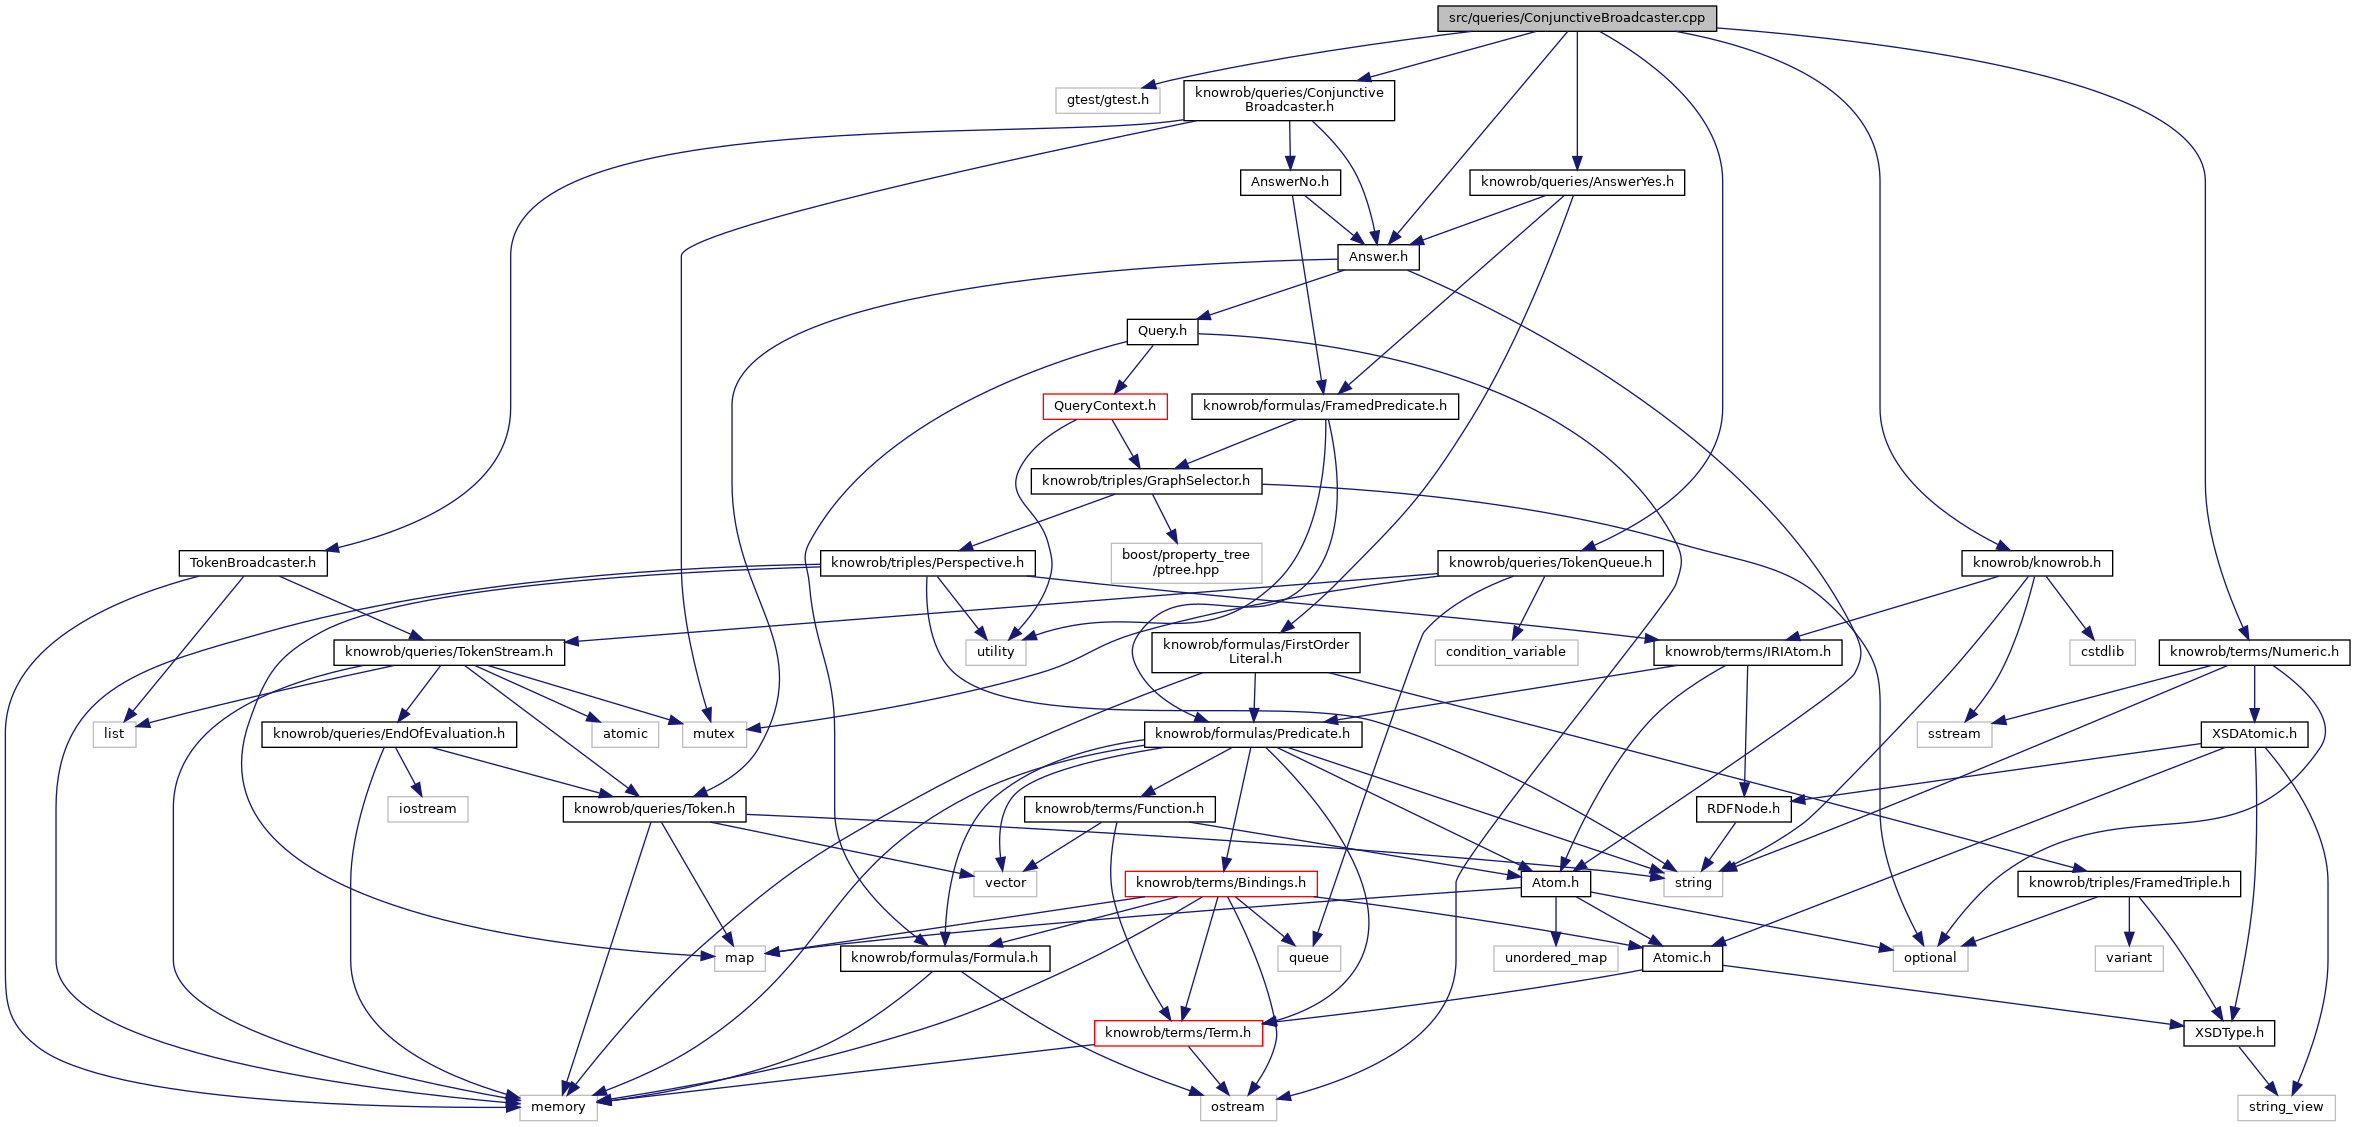 src/queries/ConjunctiveBroadcaster.cpp
gtest/gtest.h
knowrob/queries/Conjunctive
Broadcaster.h
AnswerNo.h
knowrob/queries/AnswerYes.h
Answer.h
Query.h
QueryContext.h
knowrob/formulas/FramedPredicate.h
knowrob/triples/GraphSelector.h
TokenBroadcaster.h
knowrob/triples/Perspective.h
boost/property_tree
/ptree.hpp
knowrob/queries/TokenQueue.h
knowrob/knowrob.h
knowrob/queries/TokenStream.h
utility
knowrob/formulas/FirstOrder
Literal.h
condition_variable
knowrob/terms/IRIAtom.h
cstdlib
knowrob/terms/Numeric.h
list
knowrob/queries/EndOfEvaluation.h
atomic
mutex
knowrob/formulas/Predicate.h
sstream
XSDAtomic.h
iostream
knowrob/queries/Token.h
knowrob/terms/Function.h
RDFNode.h
vector
knowrob/terms/Bindings.h
Atom.h
string
knowrob/triples/FramedTriple.h
map
knowrob/formulas/Formula.h
queue
unordered_map
Atomic.h
optional
variant
knowrob/terms/Term.h
XSDType.h
memory
ostream
string_view